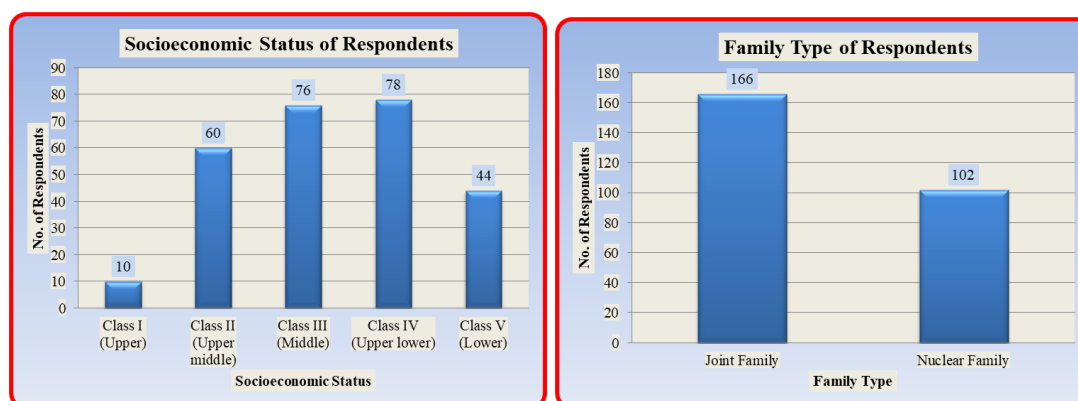 Socioeconomic Status of Respondents
No. of Respondents
90
80
70
60
50
40
30
20
10
0
10
60
76
78
44
Class I
(Upper)
Class II
(Upper
middle)
Class III
(Middle)
Class IV
(Upper lower)
Class V
(Lower)
Socioeconomic Status
Family Type of Respondents
No. of Respondents
180
160
140
120
100
80
60
40
20
0
166
102
Joint Family
Nuclear Family
Family Type